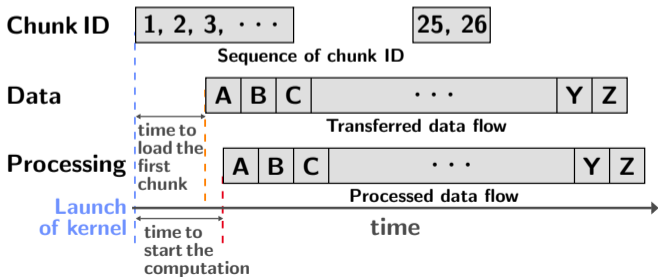 Chunk ID
1, 2, 3, · · ·
25, 26
Sequence of chunk ID
Data
A B C · · · Y Z
Transferred data flow
time to
load the
first
chunk
Processing
A B C · · · Y Z
Processed data flow
Launch
of kernel
time
time to
start the
computation